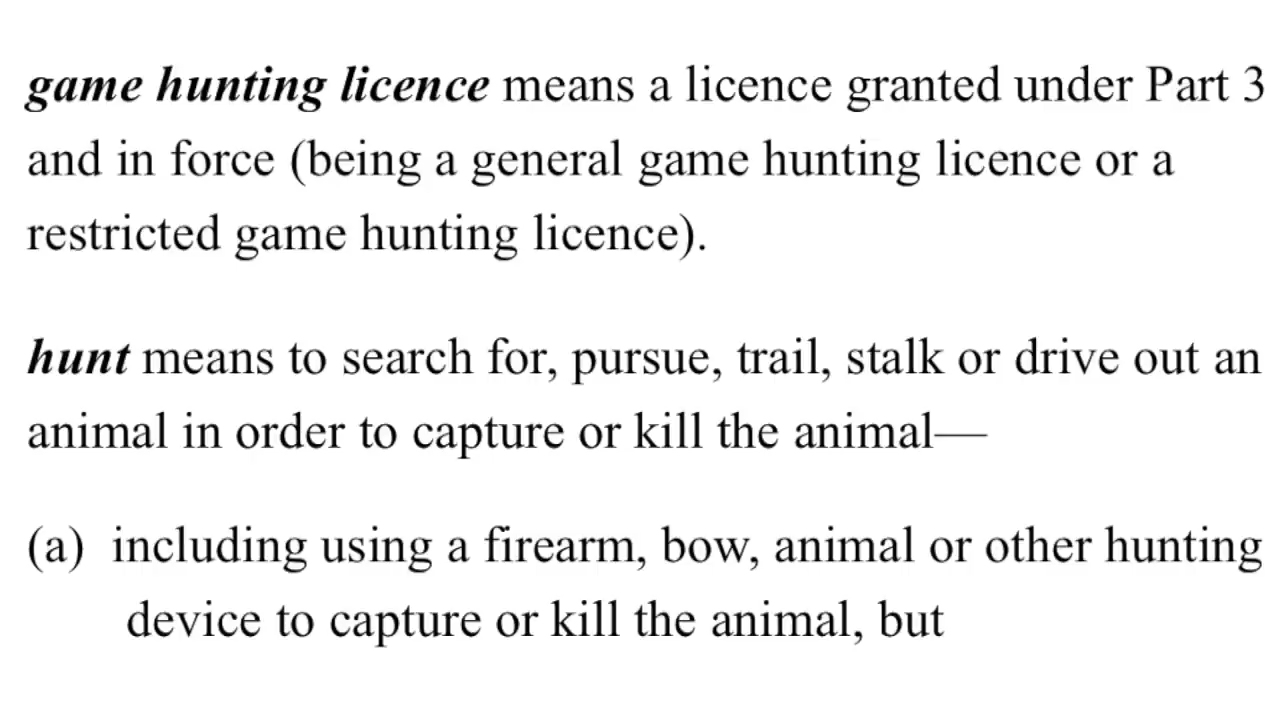 game hunting licence means a licence granted under Part 3
and in force (being a general game hunting licence or a
restricted game hunting licence).
hunt means to search for, pursue, trail, stalk or drive out an
animal in order to capture or kill the animal—
(a) including using a firearm, bow, animal or other hunting
device to capture or kill the animal, but